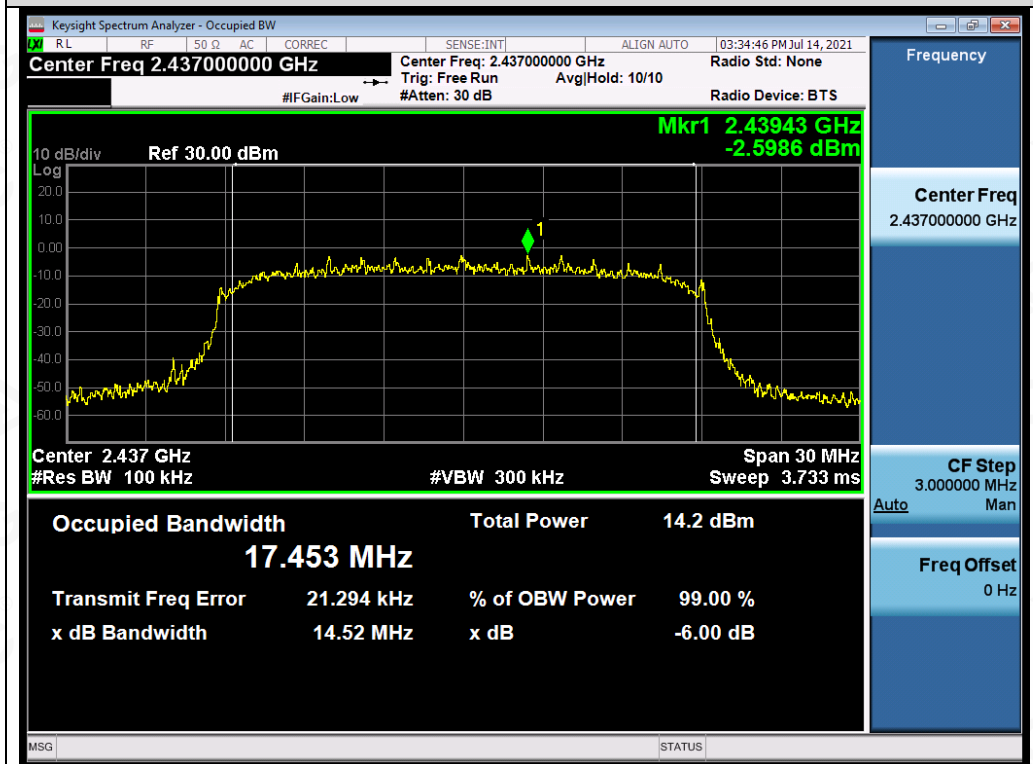 Keysight Spectrum Analyzer - Occupied BW
LXI RL RF 50 Ω AC CORREC SENSE:INT ALIGN AUTO 03:34:46 PM Jul 14, 2021
Center Freq 2.437000000 GHz
Center Freq: 2.437000000 GHz
Radio Std: None
Trig: Free Run Avg|Hold: 10/10
#IFGain:Low
#Atten: 30 dB
Radio Device: BTS
Frequency
Mkr1 2.43943 GHz
-2.5986 dBm
10 dB/div Ref 30.00 dBm
Log
20.0
10.0
0.00
-10.0
-20.0
-30.0
-40.0
-50.0
-60.0
1
Center 2.437 GHz Span 30 MHz
#Res BW 100 kHz #VBW 300 kHz Sweep 3.733 ms
Center Freq
2.437000000 GHz
CF Step
3.000000 MHz
Auto Man
Freq Offset
0 Hz
Occupied Bandwidth Total Power 14.2 dBm
17.453 MHz
Transmit Freq Error 21.294 kHz % of OBW Power 99.00 %
x dB Bandwidth 14.52 MHz x dB -6.00 dB
MSG STATUS